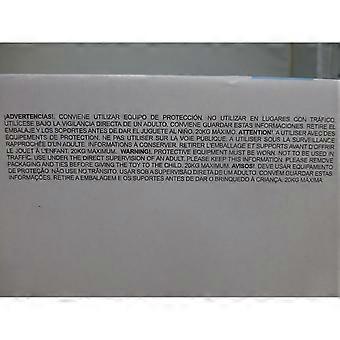 ¡ADVERTENCIAS!. CONVIENE UTILIZAR EQUIPO DE PROTECCIÓN. NO UTILIZAR EN LUGARES CON TRÁFICO.
UTILÍCESE BAJO LA VIGILANCIA DIRECTA DE UN ADULTO. CONVIENE GUARDAR ESTAS INFORMACIONES. RETIRE EL
EMBALAJE Y LOS SOPORTES ANTES DE DAR EL JUGUETE AL NIÑO. 20KG MÁXIMO. ATTENTION! A UTILISER AVEC DES
ÉQUIPEMENTS DE PROTECTION. NE PAS UTILISER SUR LA VOIE PUBLIQUE. A UTILISER SOUS LA SURVEILLANCE
RAPPROCHÉE D'UN ADULTE. INFORMATIONS À CONSERVER. RETIRER L'EMBALLAGE ET SUPPORTS AVANT D'OFFRIR
LE JOUET À L'ENFANT. 20KG MAXIMUM. WARNING!. PROTECTIVE EQUIPMENT MUST BE WORN. NOT TO BE USED IN
TRAFFIC. USE UNDER THE DIRECT SUPERVISION OF AN ADULT. PLEASE KEEP THIS INFORMATION. PLEASE REMOVE
PACKAGING AND TIES BEFORE GIVING THE TOY TO THE CHILD. 20KG MAXIMUM. AVISOS!. DEVE USAR EQUIPAMENTO
DE PROTEÇÃO NÃO USE NO TRÂNSITO. USAR SOB A SUPERVISÃO DIRETA DE UM ADULTO. CONVÉM GUARDAR ESTAS
INFORMAÇÕES. RETIRE A EMBALAGEM E OS SUPORTES ANTES DE DAR O BRINQUEDO À CRIANÇA. 20KG MÁXIMA